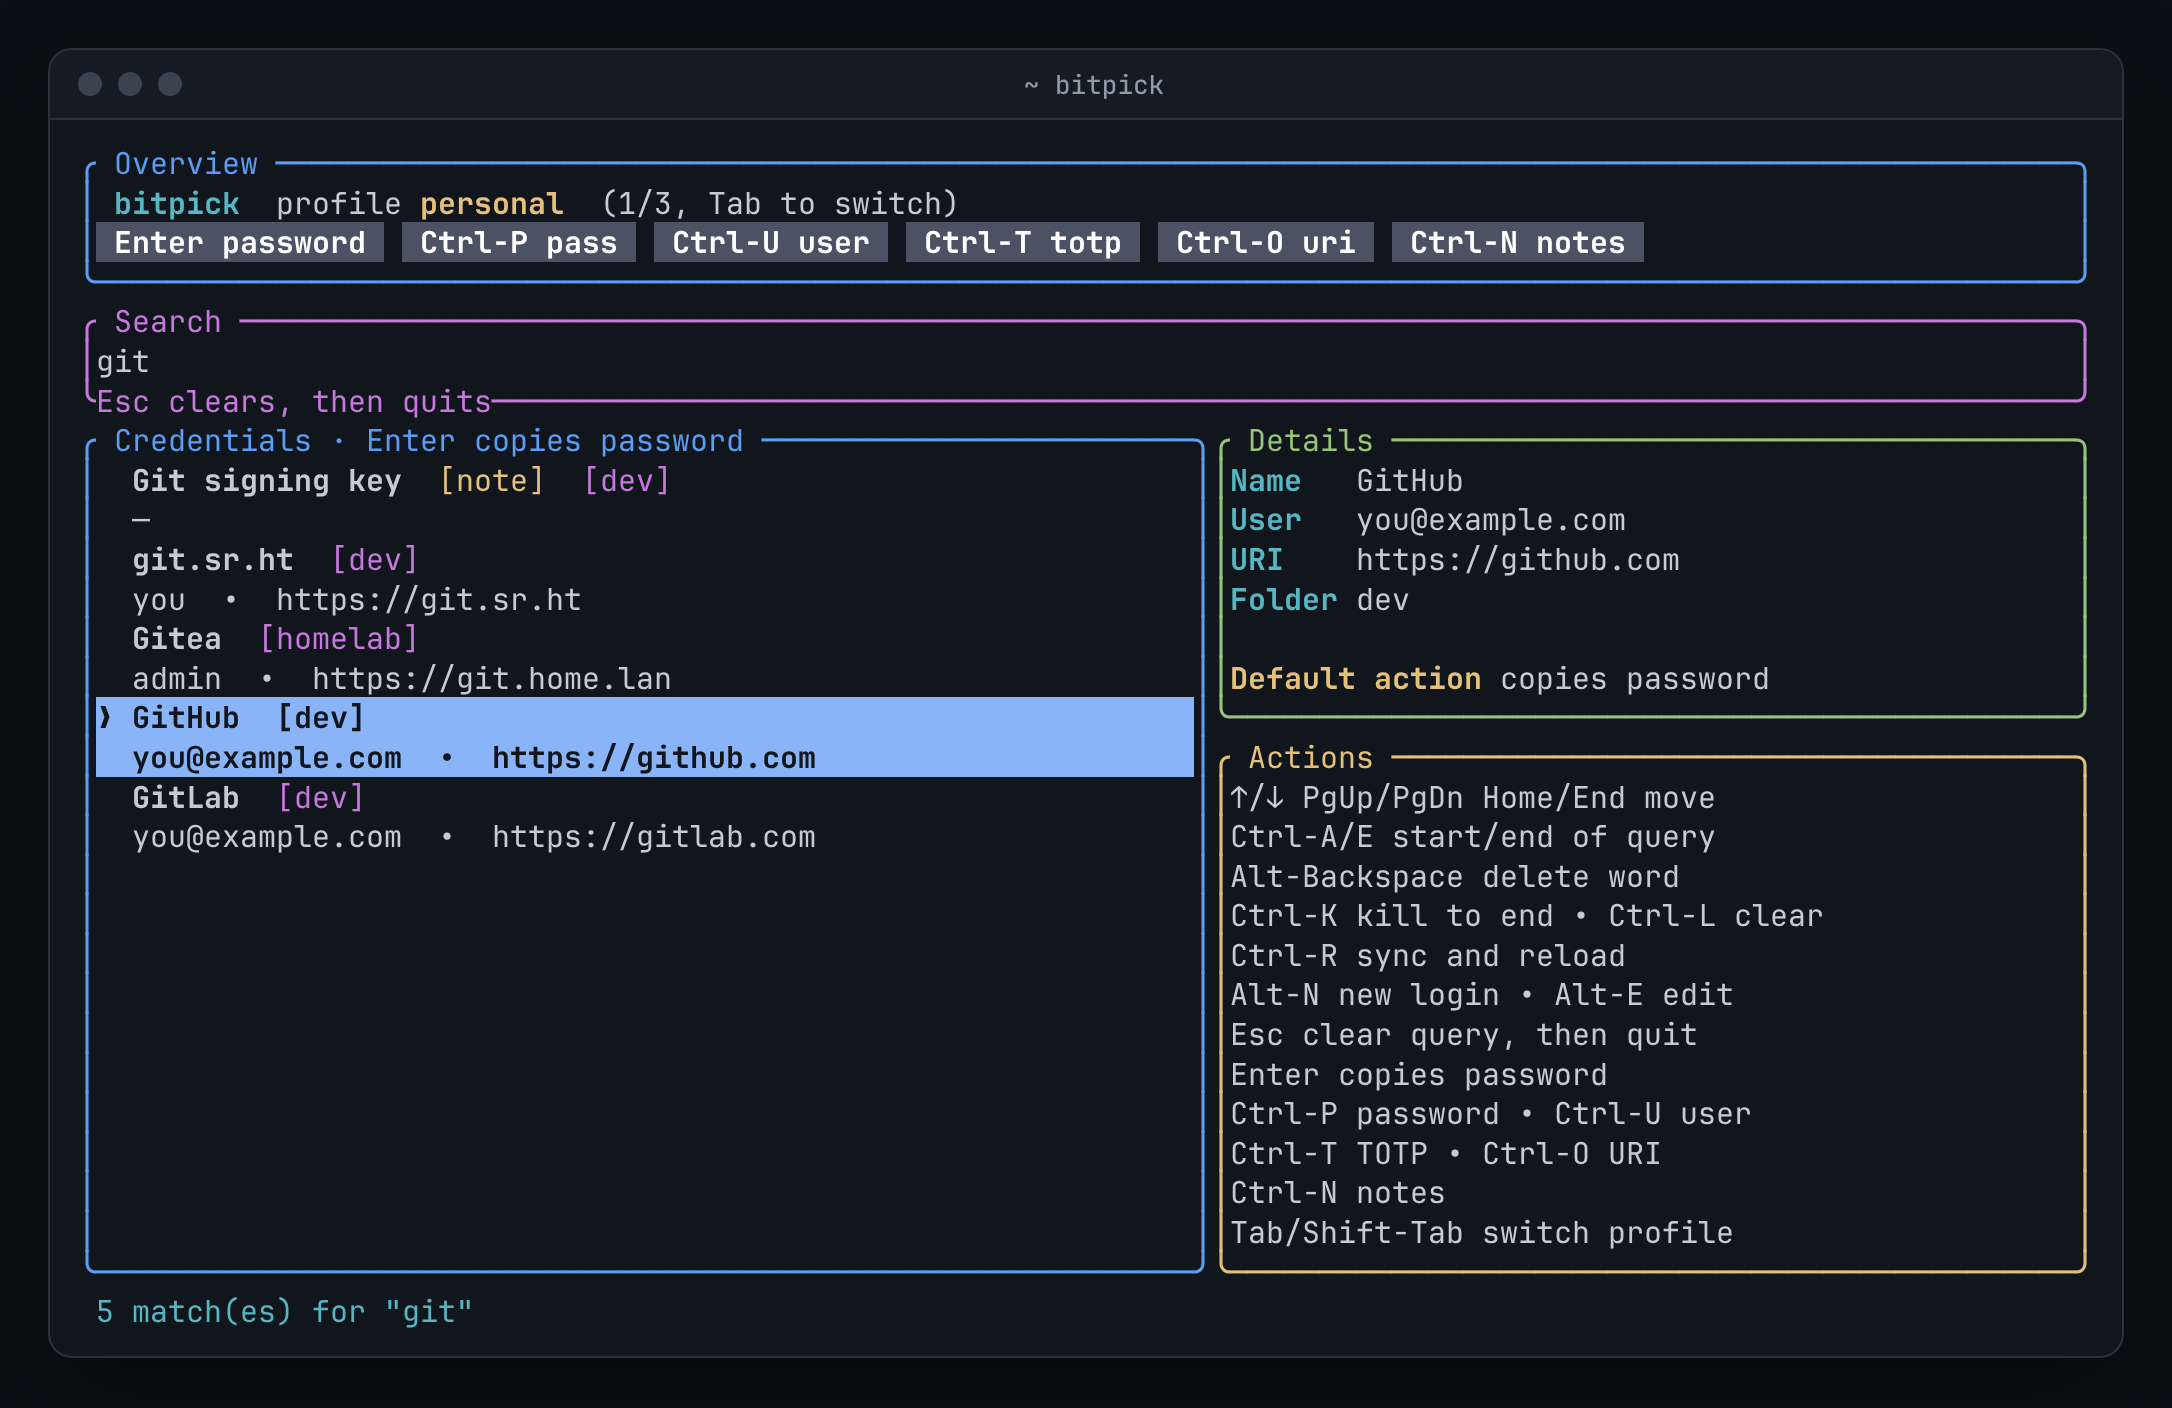 ~ bitpick
Overview
bitpick  profile personal  (1/3, Tab to switch)
Enter password  Ctrl-P pass  Ctrl-U user  Ctrl-T totp  Ctrl-O uri  Ctrl-N notes
Search
git
Esc clears, then quits
Credentials · Enter copies password
Git signing key  [note]  [dev]
—
git.sr.ht  [dev]
you  •  https://git.sr.ht
Gitea  [homelab]
admin  •  https://git.home.lan
❯ GitHub  [dev]
you@example.com  •  https://github.com
GitLab  [dev]
you@example.com  •  https://gitlab.com
Details
Name   GitHub
User   you@example.com
URI    https://github.com
Folder dev
Default action copies password
Actions
↑/↓ PgUp/PgDn Home/End move
Ctrl-A/E start/end of query
Alt-Backspace delete word
Ctrl-K kill to end • Ctrl-L clear
Ctrl-R sync and reload
Alt-N new login • Alt-E edit
Esc clear query, then quit
Enter copies password
Ctrl-P password • Ctrl-U user
Ctrl-T TOTP • Ctrl-O URI
Ctrl-N notes
Tab/Shift-Tab switch profile
5 match(es) for "git"